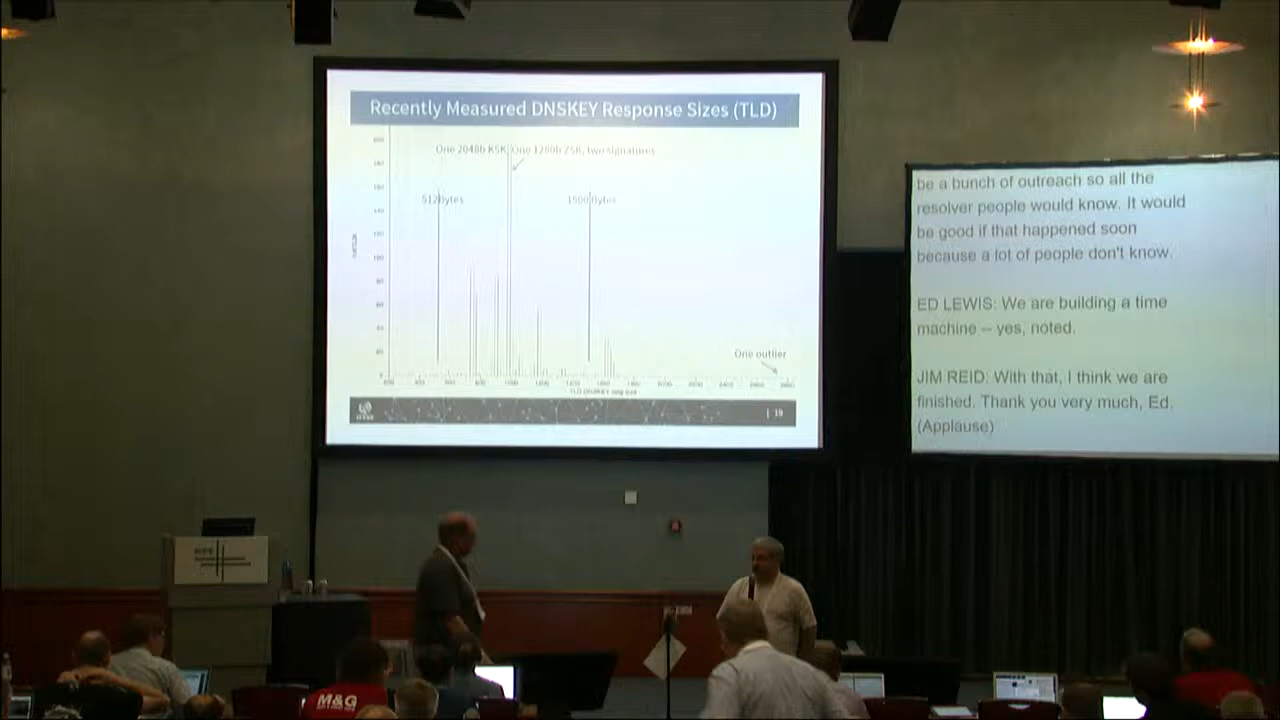 Recently Measured DNSKEY Response Sizes (TLD)
One 2048b KSK, One 1280b ZSK, two signatures
512Bytes
1500 Bytes
One outlier
| 19
be a bunch of outreach so all the
resolver people would know. It would
be good if that happened soon
because a lot of people don't know.
ED LEWIS: We are building a time
machine -- yes, noted.
JIM REID: With that, I think we are
finished. Thank you very much, Ed.
(Applause)
M&G